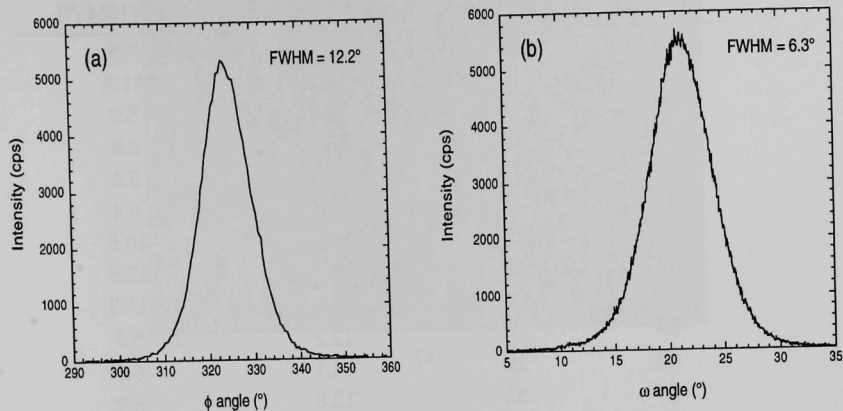 (a)
FWHM = 12.2°
Intensity (cps)
6000
5000
4000
3000
2000
1000
0
290 300 310 320 330 340 350 360
ϕ angle (°)
(b)
FWHM = 6.3°
Intensity (cps)
6000
5000
4000
3000
2000
1000
0
5 10 15 20 25 30 35
ω angle (°)